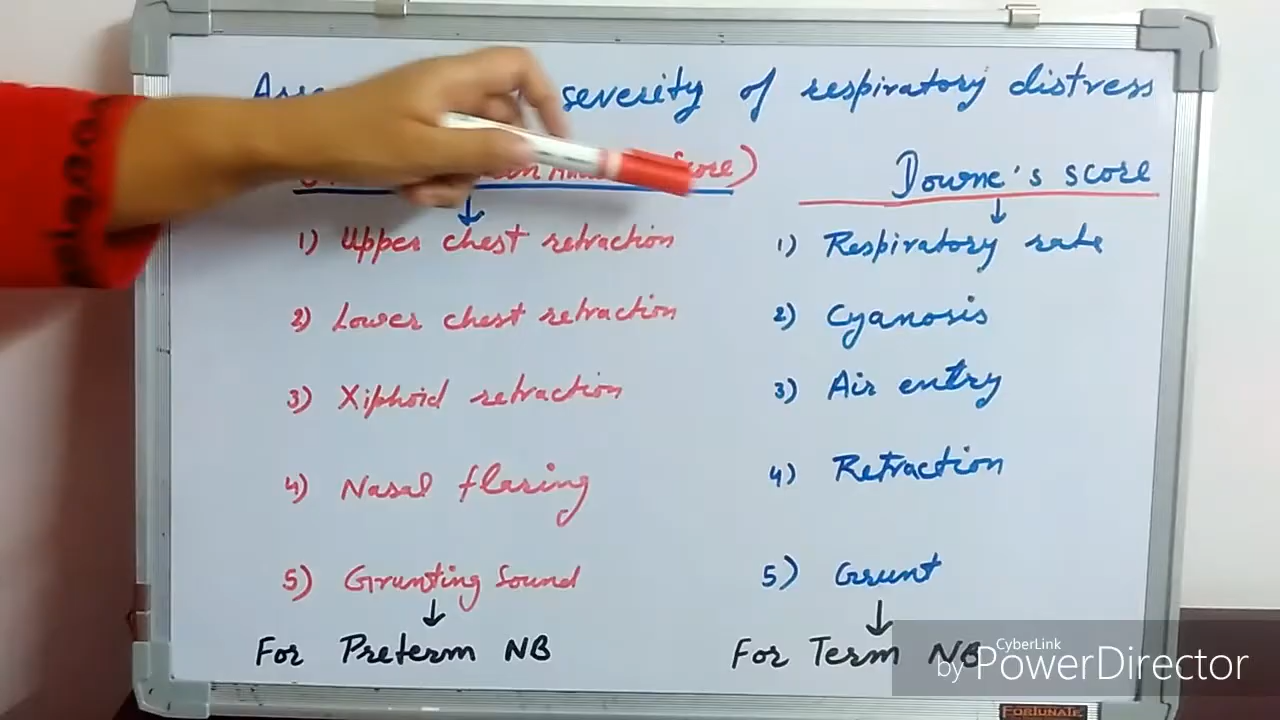 severity of respiratory distress
Score)
Downe's score
1) Upper chest retraction
2) Lower chest retraction
3) Xiphoid retraction
4) Nasal flaring
5) Grunting Sound
For Preterm NB
1) Respiratory rate
2) Cyanosis
3) Air entry
4) Retraction
5) Grunt
For Term NB
by CyberLink PowerDirector
FORTUNATE